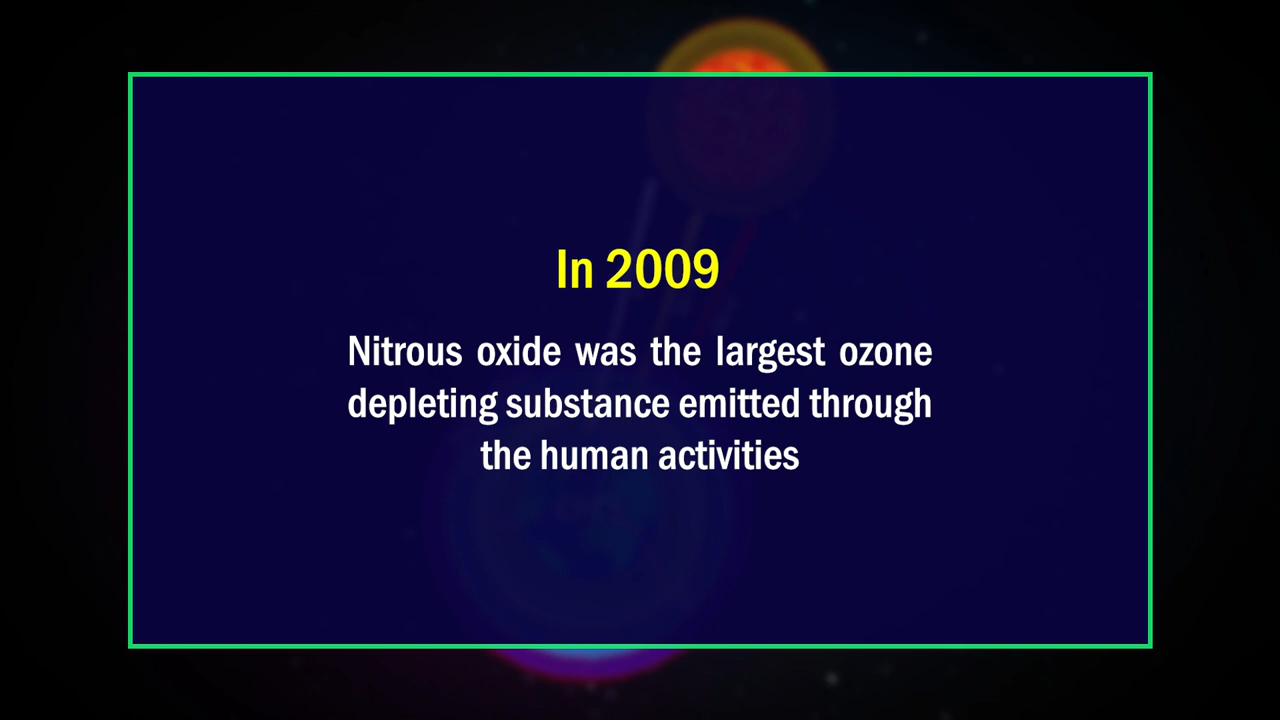 In 2009
Nitrous oxide was the largest ozone
depleting substance emitted through
the human activities